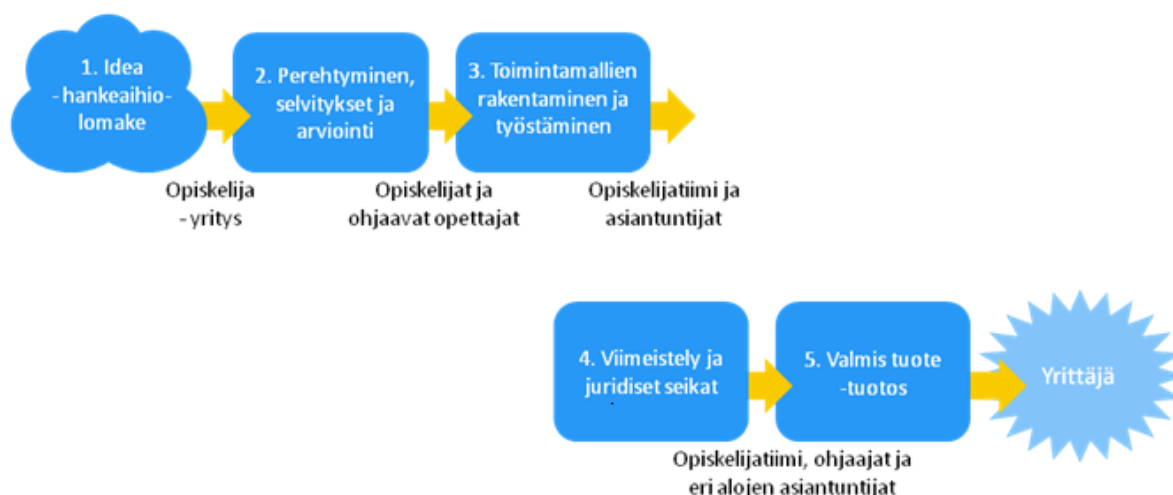 1. Idea
-hankeaihio-
lomake
2. Perehtyminen,
selvitykset ja
arviointi
3. Toimintamallien
rakentaminen ja
työstäminen
Opiskelija
-yritys
Opiskelijat ja
ohjaavat opettajat
Opiskelijatiimi ja
asiantuntijat
4. Viimeistely ja
juridiset seikat
5. Valmis tuote
-tuotos
Yrittäjä
Opiskelijatiimi, ohjaajat ja
eri alojen asiantuntijat